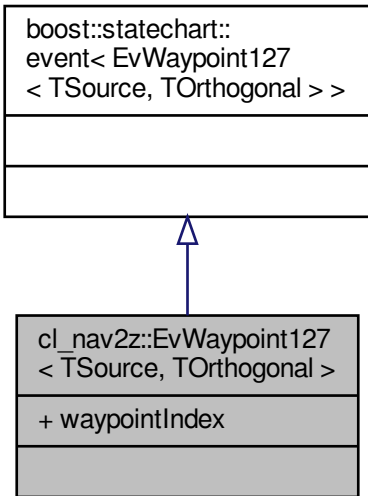 boost::statechart::
event< EvWaypoint127
< TSource, TOrthogonal > >
cl_nav2z::EvWaypoint127
< TSource, TOrthogonal >
+ waypointIndex